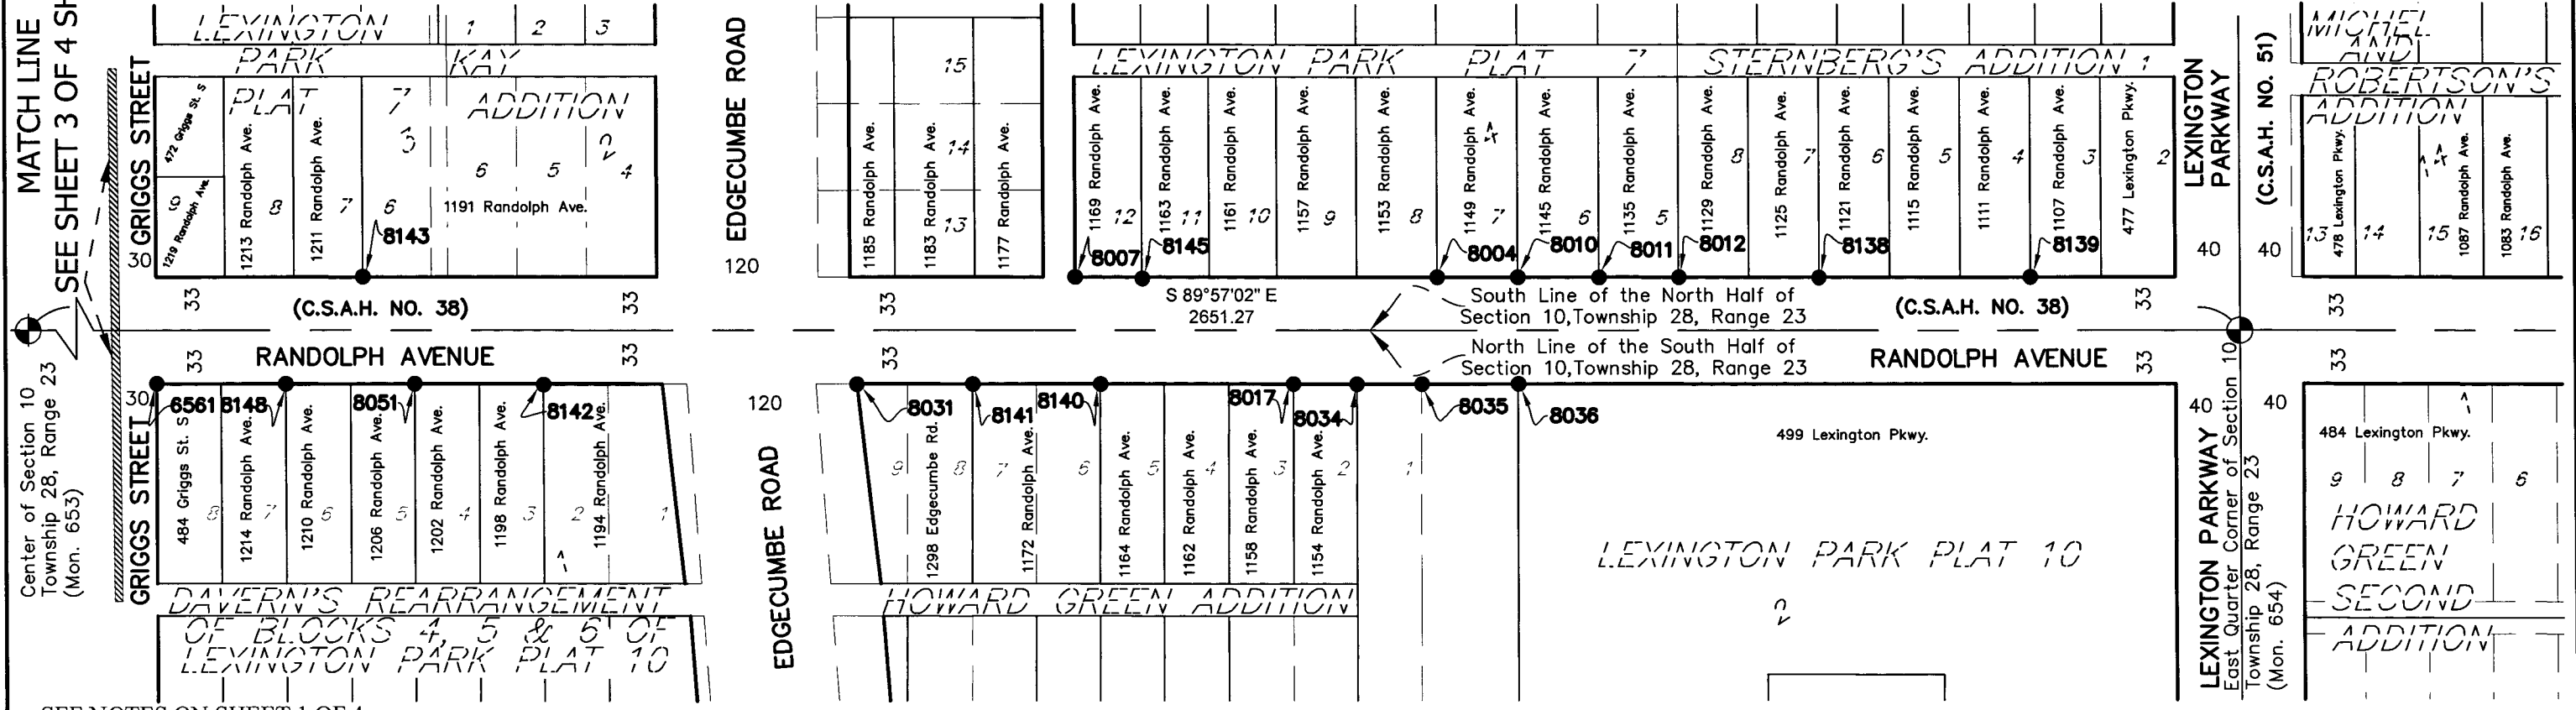 MATCH LINE
SEE SHEET 3 OF 4 SH
LEXINGTON
PARK
PLAT 7
1 2 3
KAY
ADDITION
GRIGGS STREET
30
472 Griggs St. S
9
1219 Randolph Ave.
1213 Randolph Ave.
8
1211 Randolph Ave.
7
3
6
8143
6 5 4
2
1191 Randolph Ave.
EDGECUMBE ROAD
120
15
14
13
1185 Randolph Ave.
1183 Randolph Ave.
1177 Randolph Ave.
LEXINGTON PARK PLAT 7
STERNBERG'S ADDITION
1
1169 Randolph Ave.
12
1163 Randolph Ave.
11
1161 Randolph Ave.
10
1157 Randolph Ave.
9
1153 Randolph Ave.
8
1149 Randolph Ave.
4
7
1145 Randolph Ave.
6
1135 Randolph Ave.
5
1129 Randolph Ave.
8
1125 Randolph Ave.
7
1121 Randolph Ave.
6
1115 Randolph Ave.
5
1111 Randolph Ave.
4
1107 Randolph Ave.
3
477 Lexington Pkwy.
2
8007
8145
8004
8010
8011
8012
8138
8139
LEXINGTON
PARKWAY
(C.S.A.H. NO. 51)
40
40
MICHEL
AND
ROBERTSON'S
ADDITION
13
478 Lexington Pkwy.
14
4
15
1087 Randolph Ave.
1083 Randolph Ave.
16
33
(C.S.A.H. NO. 38)
33
33
S 89°57'02" E
2651.27
South Line of the North Half of
Section 10,Township 28, Range 23
(C.S.A.H. NO. 38)
33
33
Center of Section 10
Township 28, Range 23
(Mon. 653)
33
RANDOLPH AVENUE
33
33
North Line of the South Half of
Section 10,Township 28, Range 23
RANDOLPH AVENUE
33
33
GRIGGS STREET
30
6561
8148
8051
8142
484 Griggs St. S
8
1214 Randolph Ave.
7
1210 Randolph Ave.
6
1206 Randolph Ave.
5
1202 Randolph Ave.
4
1198 Randolph Ave.
3
2
1
1194 Randolph Ave.
1
DAVERN'S REARRANGEMENT
OF BLOCKS 4, 5 & 6 OF
LEXINGTON PARK PLAT 10
120
EDGECUMBE ROAD
8031
8141
8140
8017
8034
8035
8036
9
1298 Edgecumbe Rd.
8
7
1172 Randolph Ave.
6
1164 Randolph Ave.
5
1162 Randolph Ave.
4
1158 Randolph Ave.
3
1154 Randolph Ave.
2
1
HOWARD GREEN ADDITION
499 Lexington Pkwy.
LEXINGTON PARK PLAT 10
2
40
LEXINGTON PARKWAY
East Quarter Corner of Section 10
Township 28, Range 23
(Mon. 654)
40
1
484 Lexington Pkwy.
9 8 7 6
HOWARD
GREEN
SECOND
ADDITION
SEE NOTES ON SHEET 1 OF 4